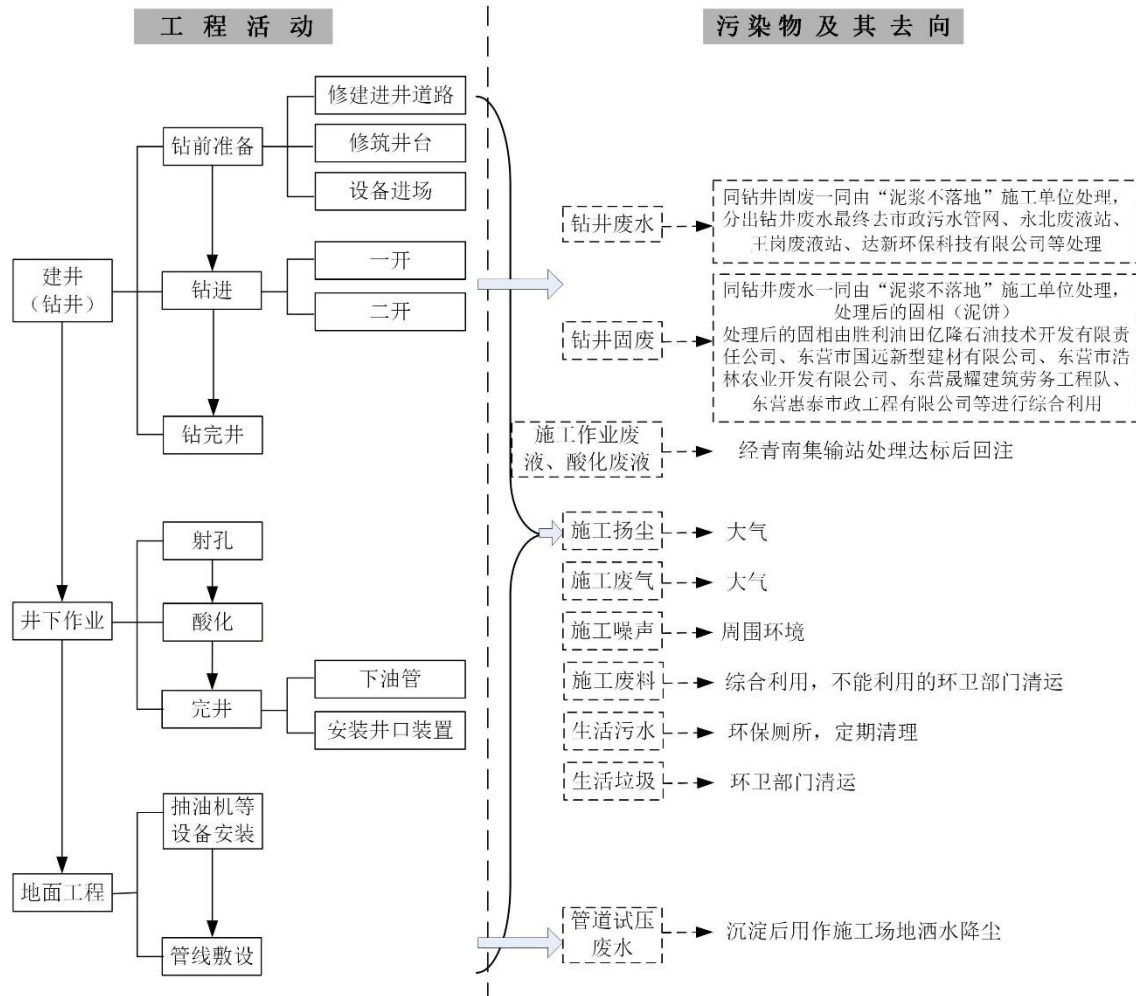 工程活动
污染物及其去向
修建进井道路
钻前准备
修筑井台
设备进场
建井
（钻井）
钻进
一开
二开
钻完井
射孔
井下作业
酸化
完井
下油管
安装井口装置
抽油机等
设备安装
地面工程
管线敷设
钻井废水
同钻井固废一同由“泥浆不落地”施工单位处理，
分出钻井废水最终去市政污水管网、永北废液站、
王岗废液站、达新环保科技有限公司等处理
钻井固废
同钻井废水一同由“泥浆不落地”施工单位处理，
处理后的固相（泥饼）
处理后的固相由胜利油田亿隆石油技术开发有限责
任公司、东营市国远新型建材有限公司、东营市浩
林农业开发有限公司、东营晟耀建筑劳务工程队、
东营惠泰市政工程有限公司等进行综合利用
施工作业废
液、酸化废液
经青南集输站处理达标后回注
施工扬尘
大气
施工废气
大气
施工噪声
周围环境
施工废料
综合利用，不能利用的环卫部门清运
生活污水
环保厕所，定期清理
生活垃圾
环卫部门清运
管道试压
废水
沉淀后用作施工场地洒水降尘